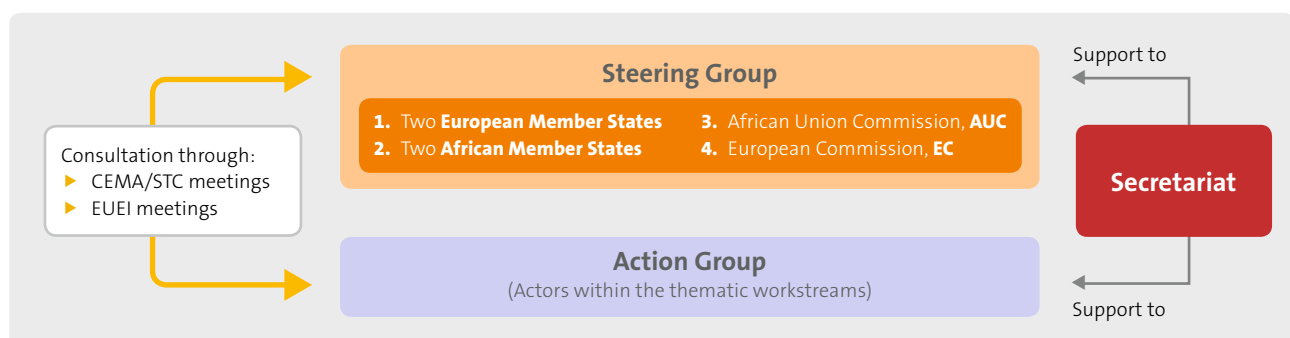 Consultation through:
CEMA/STC meetings
EUEI meetings
Steering Group
1. Two European Member States
2. Two African Member States
3. African Union Commission, AUC
4. European Commission, EC
Action Group
(Actors within the thematic workstreams)
Support to
Secretariat
Support to